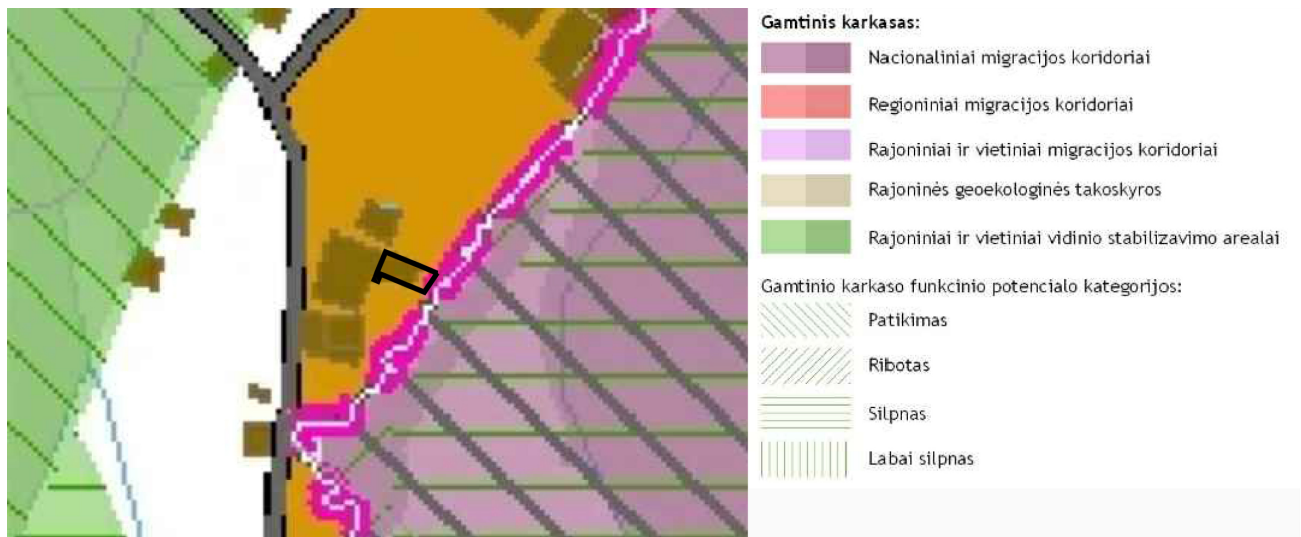 Gamtinis karkasas:
Nacionaliniai migracijos koridoriai
Regioniniai migracijos koridoriai
Rajoniniai ir vietiniai migracijos koridoriai
Rajoninės geoekologinės takoskyros
Rajoniniai ir vietiniai vidinio stabilizavimo arealai
Gamtinio karkaso funkcinio potencialo kategorijos:
Patikimas
Ribotas
Silpnas
Labai silpnas